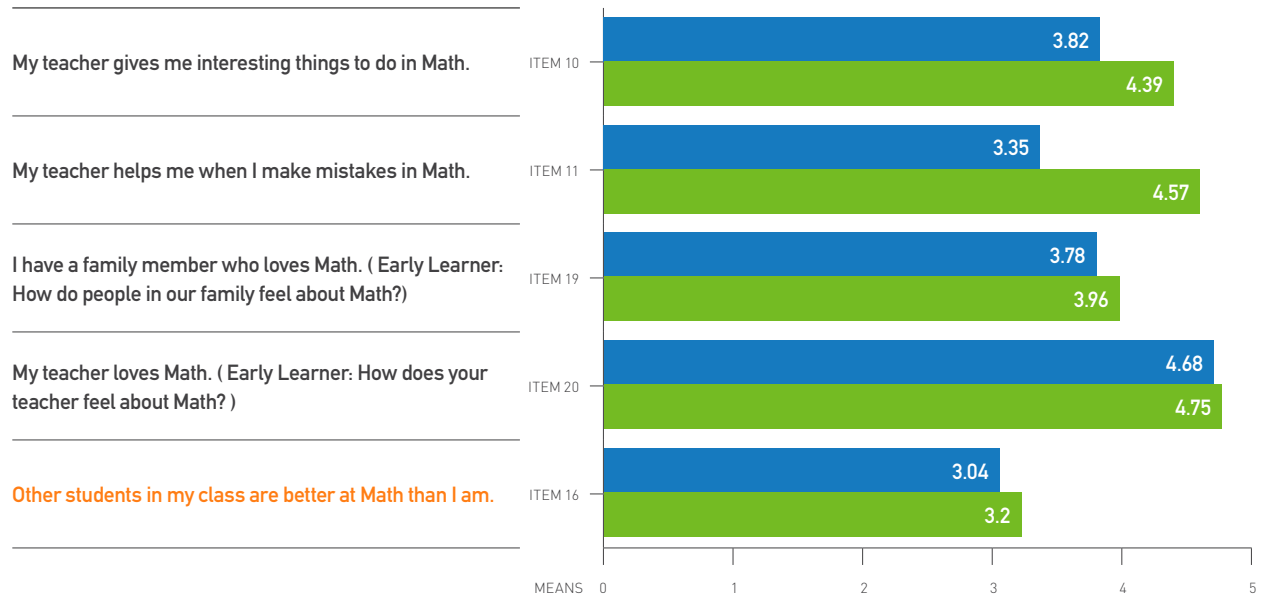 My teacher gives me interesting things to do in Math.
ITEM 10
3.82
4.39
My teacher helps me when I make mistakes in Math.
ITEM 11
3.35
4.57
I have a family member who loves Math. ( Early Learner:
How do people in our family feel about Math?)
ITEM 19
3.78
3.96
My teacher loves Math. ( Early Learner: How does your
teacher feel about Math? )
ITEM 20
4.68
4.75
Other students in my class are better at Math than I am.
ITEM 16
3.04
3.2
MEANS 0 1 2 3 4 5